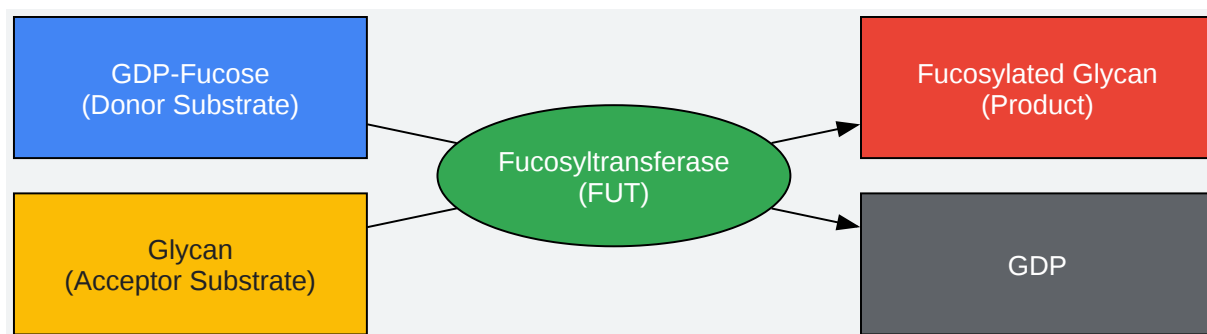 GDP-Fucose
(Donor Substrate)
Glycan
(Acceptor Substrate)
Fucosyltransferase
(FUT)
Fucosylated Glycan
(Product)
GDP